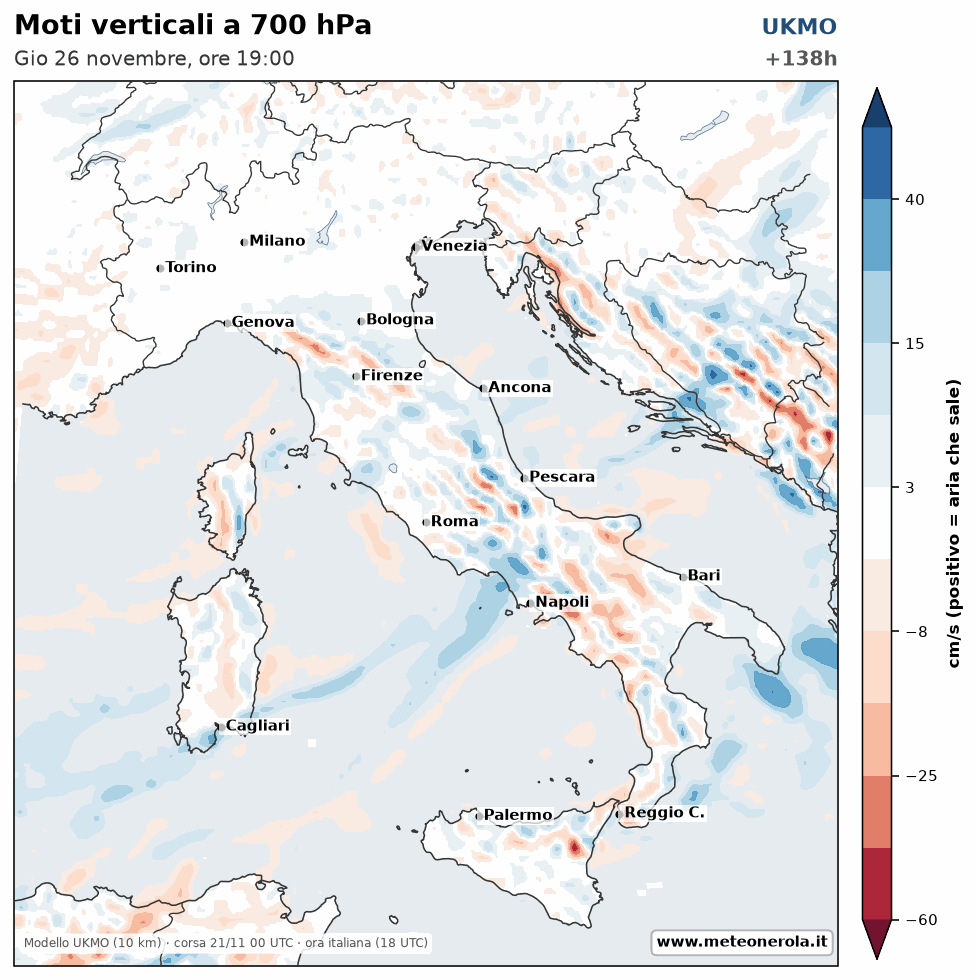 Moti verticali a 700 hPa
UKMO
Gio 26 novembre, ore 19:00
+138h
Milano
Venezia
Torino
Genova
Bologna
Firenze
Ancona
Pescara
Roma
Bari
Napoli
Cagliari
Palermo
Reggio C.
40
15
3
−8
−25
−60
cm/s (positivo = aria che sale)
Modello UKMO (10 km) · corsa 21/11 00 UTC · ora italiana (18 UTC)
www.meteonerola.it